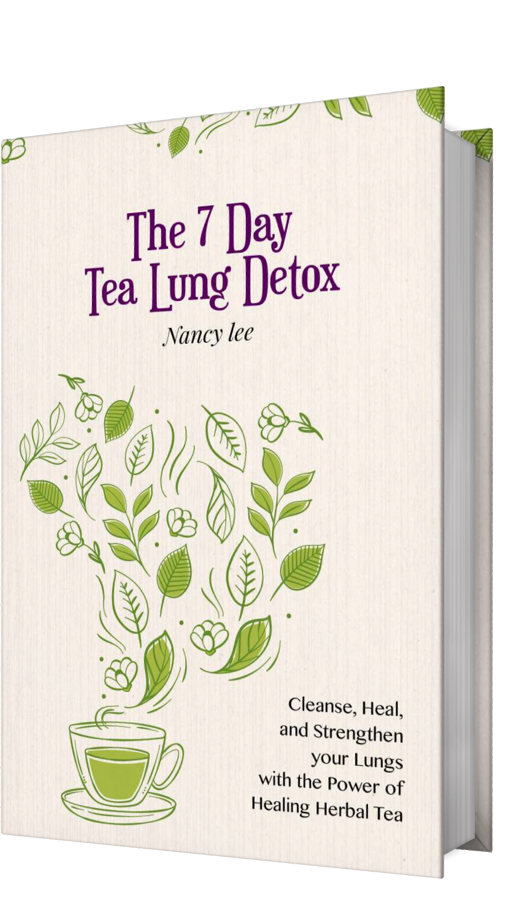 The 7 Day
Tea Lung Detox
Nancy lee
Cleanse, Heal,
and Strengthen
your Lungs
with the Power of
Healing Herbal Tea